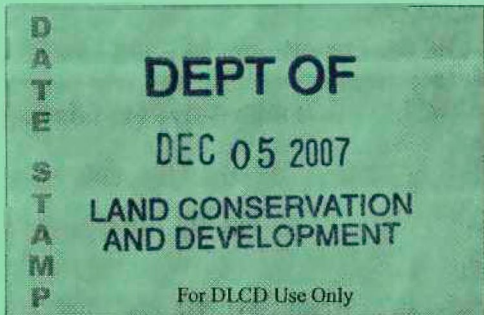 DATE STAMP
DEPT OF
DEC 05 2007
LAND CONSERVATION
AND DEVELOPMENT
For DLCD Use Only